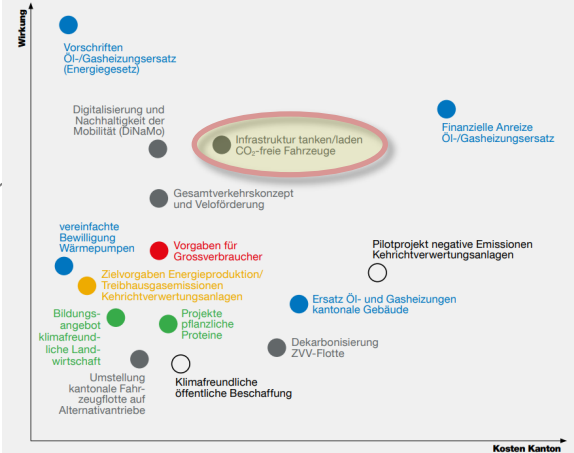 Wirkung
Vorschriften
Öl-/Gasheizungsersatz
(Energiegesetz)
Digitalisierung und
Nachhaltigkeit der
Mobilität (DiNaMo)
Infrastruktur tanken/laden
CO₂-freie Fahrzeuge
Finanzielle Anreize
Öl-/Gasheizungsersatz
Gesamtverkehrskonzept
und Veloförderung
vereinfachte
Bewilligung
Wärmepumpen
Vorgaben für
Grossverbraucher
Pilotprojekt negative Emissionen
Kehrichtverwertungsanlagen
Zielvorgaben Energieproduktion/
Treibhausgasemissionen
Kehrichtverwertungsanlagen
Ersatz Öl- und Gasheizungen
kantonale Gebäude
Bildungs-
angebot
klimafreund-
liche Land-
wirtschaft
Projekte
pflanzliche
Proteine
Dekarbonisierung
ZVV-Flotte
Umstellung
kantonale Fahr-
zeugflotte auf
Alternativantriebe
Klimafreundliche
öffentliche Beschaffung
Kosten Kanton